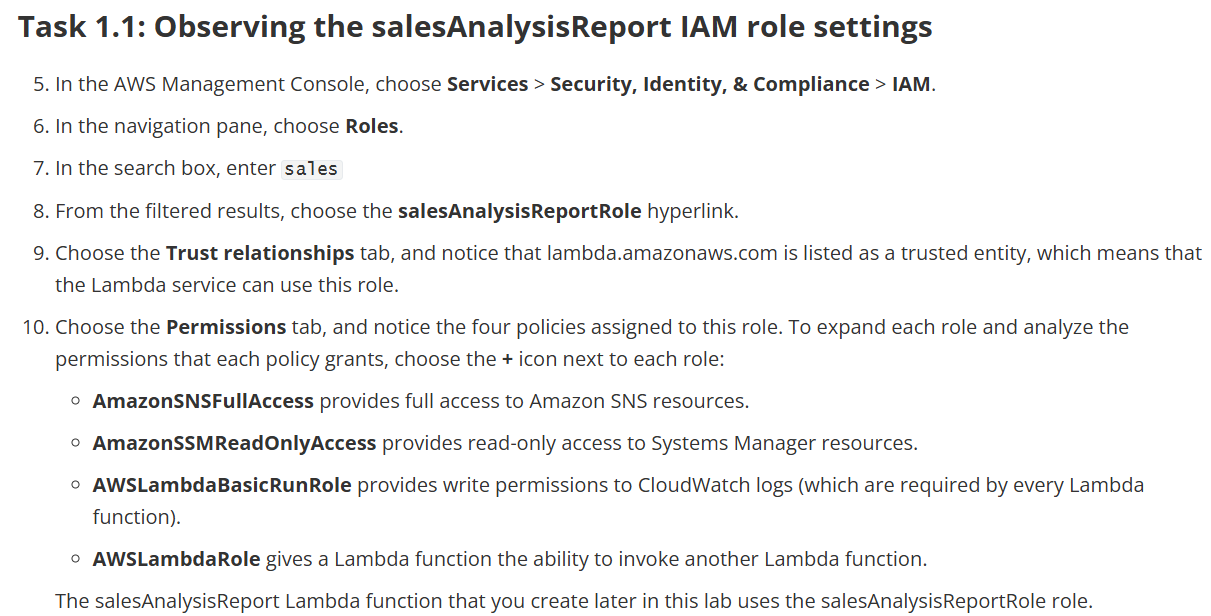 Task 1.1: Observing the salesAnalysisReport IAM role settings
5. In the AWS Management Console, choose Services > Security, Identity, & Compliance > IAM.
6. In the navigation pane, choose Roles.
7. In the search box, enter sales
8. From the filtered results, choose the salesAnalysisReportRole hyperlink.
9. Choose the Trust relationships tab, and notice that lambda.amazonaws.com is listed as a trusted entity, which means that
the Lambda service can use this role.
10. Choose the Permissions tab, and notice the four policies assigned to this role. To expand each role and analyze the
permissions that each policy grants, choose the + icon next to each role:
◦ AmazonSNSFullAccess provides full access to Amazon SNS resources.
◦ AmazonSSMReadOnlyAccess provides read-only access to Systems Manager resources.
◦ AWSLambdaBasicRunRole provides write permissions to CloudWatch logs (which are required by every Lambda
function).
◦ AWSLambdaRole gives a Lambda function the ability to invoke another Lambda function.
The salesAnalysisReport Lambda function that you create later in this lab uses the salesAnalysisReportRole role.